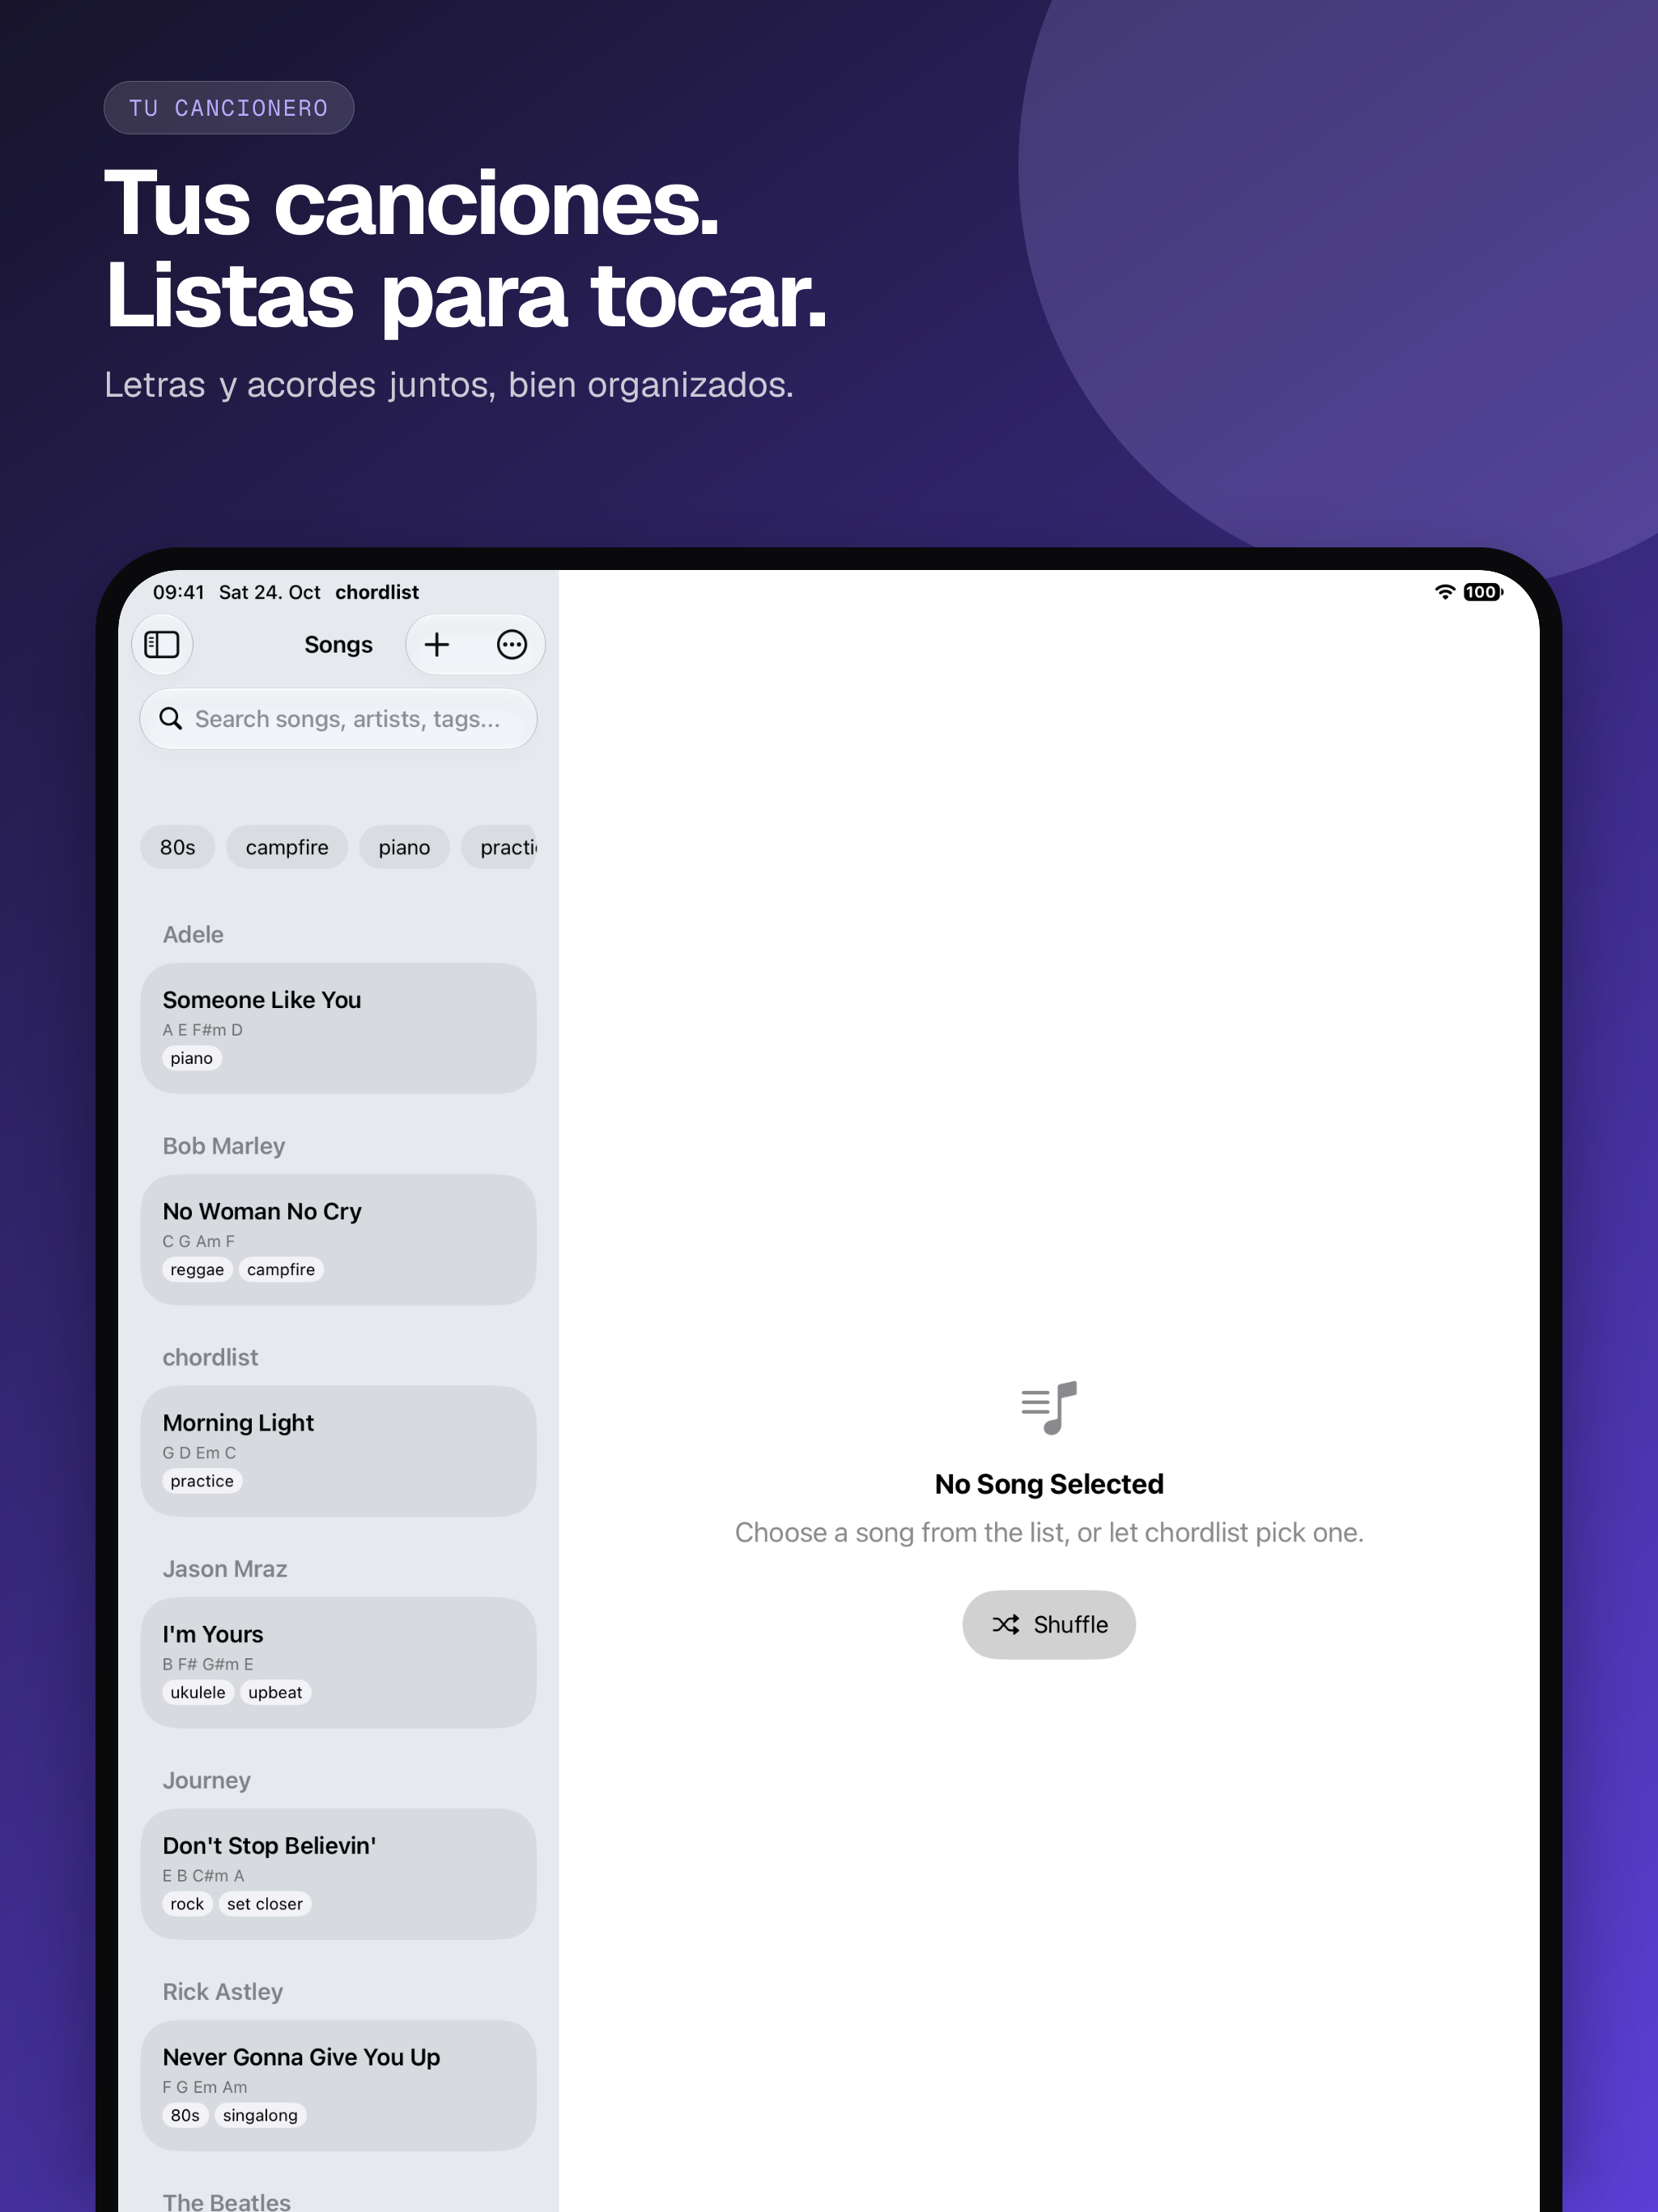 TU CANCIONERO
Tus canciones.
Listas para tocar.
Letras y acordes juntos, bien organizados.
09:41 Sat 24. Oct chordlist
100
Songs
Search songs, artists, tags...
80s campfire piano practi
Adele
Someone Like You
A E F#m D
piano
Bob Marley
No Woman No Cry
C G Am F
reggae campfire
chordlist
Morning Light
G D Em C
practice
Jason Mraz
I'm Yours
B F# G#m E
ukulele upbeat
Journey
Don't Stop Believin'
E B C#m A
rock set closer
Rick Astley
Never Gonna Give You Up
F G Em Am
80s singalong
The Beatles
No Song Selected
Choose a song from the list, or let chordlist pick one.
Shuffle